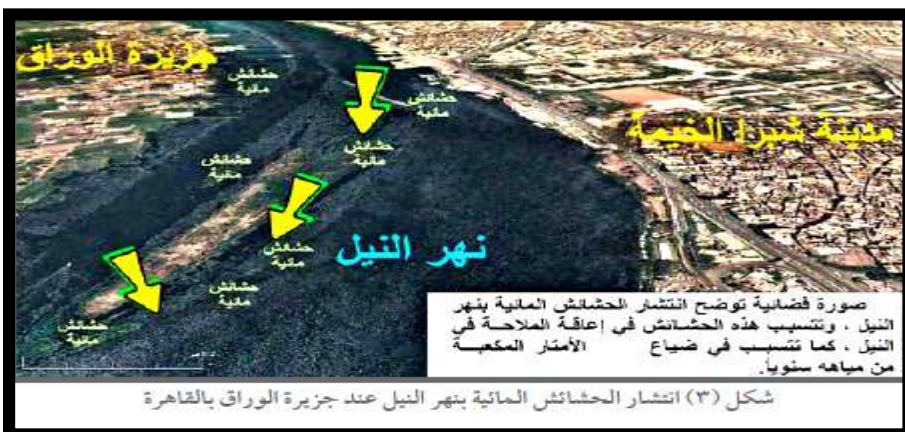 جزيرة الوراق
حشائش
مائية
حشائش
مائية
مدينة شبرا الخيمة
حشائش
مائية
حشائش
مائية
حشائش
مائية
نهر النيل
حشائش
مائية
حشائش
مائية
صورة فضائية توضح انتشار الحشائش المائية بنهر
النيل ، وتتسبب هذه الحشائش في إعاقة الملاحة في
النيل ، كما تتسبب في ضياع الأمتار المكعبة
من مياهه سنوياً.
شكل (٣) انتشار الحشائش المائية بنهر النيل عند جزيرة الوراق بالقاهرة